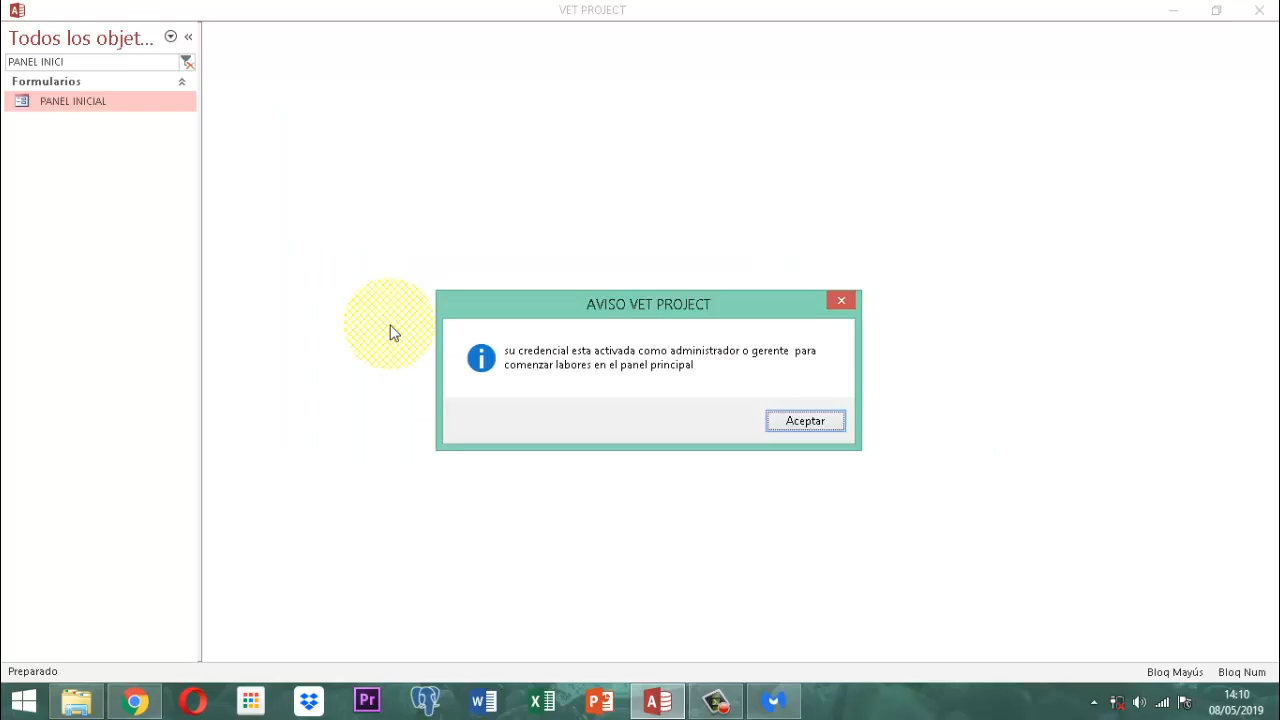 VET PROJECT
Todos los objet...
PANEL INICI
Formularios
PANEL INICIAL
AVISO VET PROJECT
su credencial esta activada como administrador o gerente  para
comenzar labores en el panel principal
Aceptar
Preparado
Bloq Mayús
Bloq Num
Pr
14:10
08/05/2019